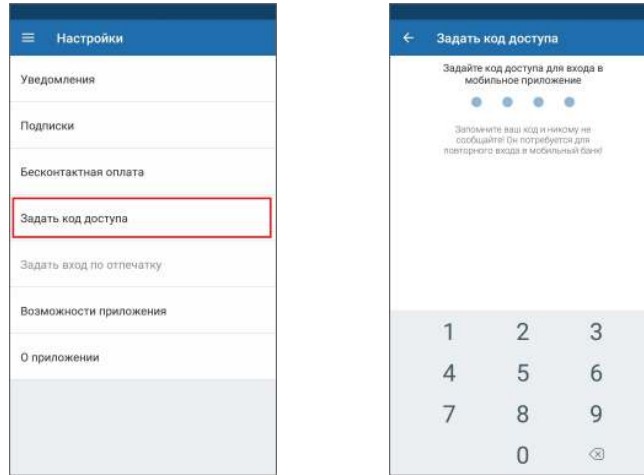 Настройки
Уведомления
Подписки
Бесконтактная оплата
Задать код доступа
Задать вход по отпечатку
Возможности приложения
О приложении
Задать код доступа
Задайте код доступа для входа в
мобильное приложение
Запомните ваш код и никому не
сообщайте! Он потребуется для
повторного входа в мобильный банк!
1 2 3
4 5 6
7 8 9
0